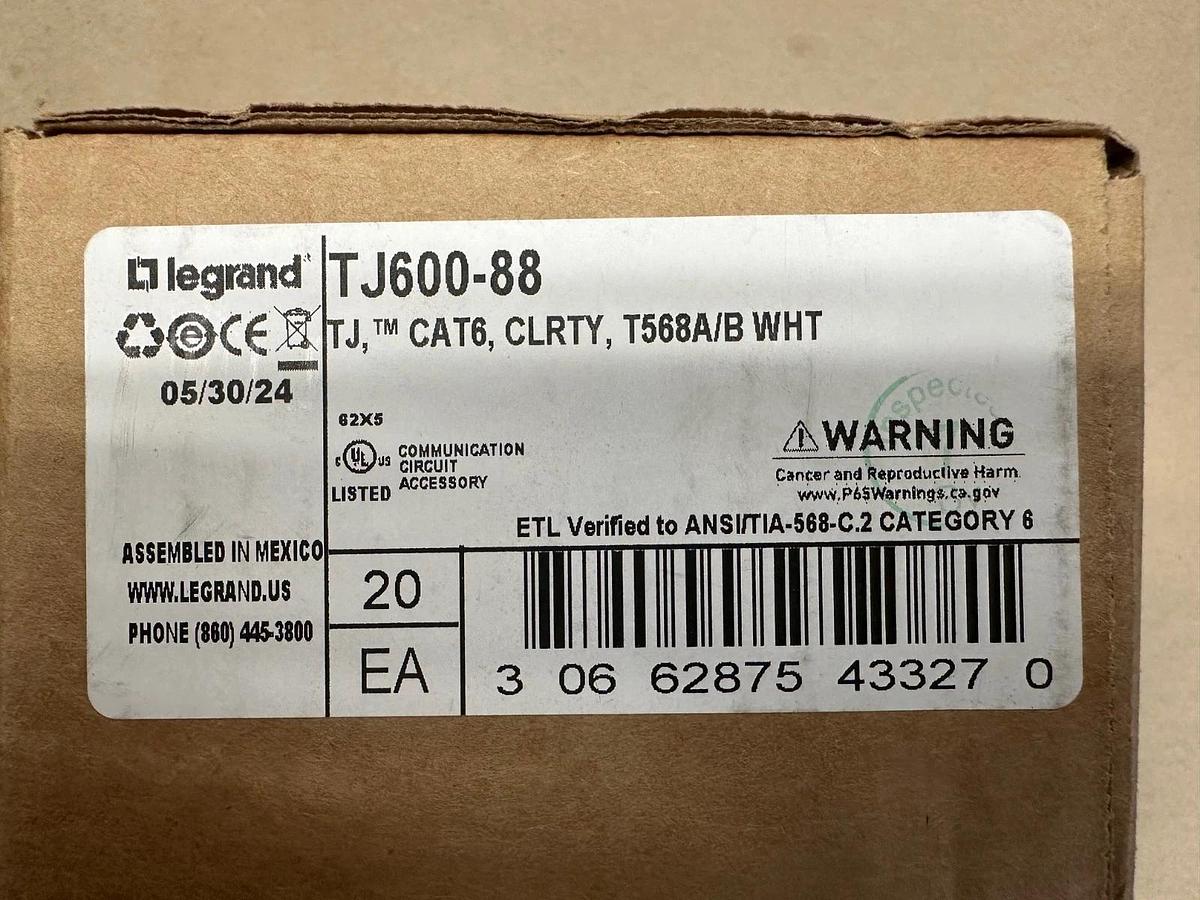 legrand
05/30/24
ASSEMBLED IN MEXICO
WWW.LEGRAND.US
PHONE (860) 445-3800
TJ600-88
TJ,™ CAT6, CLRTY, T568A/B WHT
62X5
c UL US
LISTED
COMMUNICATION
CIRCUIT
ACCESSORY
WARNING
Cancer and Reproductive Harm
www.P65Warnings.ca.gov
ETL Verified to ANSI/TIA-568-C.2 CATEGORY 6
20
EA
3 06 62875 43327 0